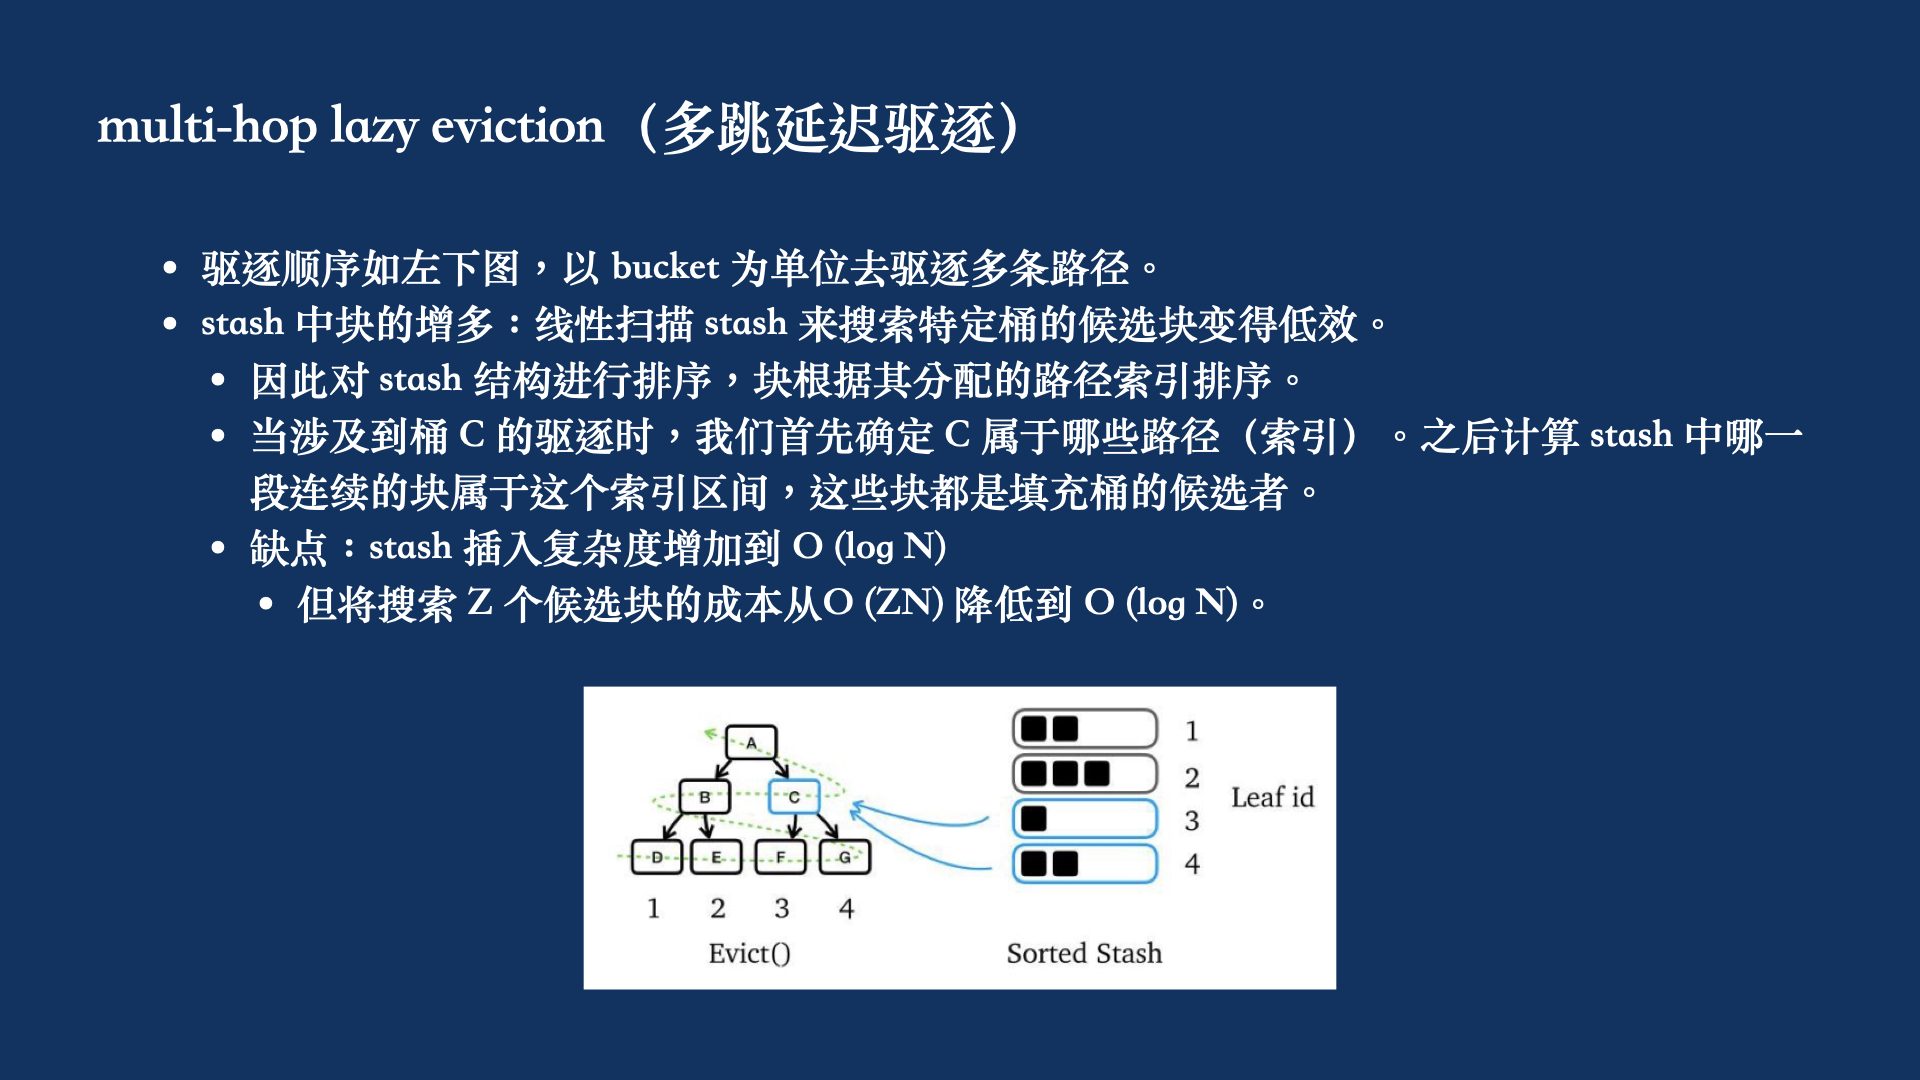 multi-hop lazy eviction（多跳延迟驱逐）
• 驱逐顺序如左下图，以 bucket 为单位去驱逐多条路径。
• stash 中块的增多：线性扫描 stash 来搜索特定桶的候选块变得低效。
• 因此对 stash 结构进行排序，块根据其分配的路径索引排序。
• 当涉及到桶 C 的驱逐时，我们首先确定 C 属于哪些路径（索引）。之后计算 stash 中哪一
段连续的块属于这个索引区间，这些块都是填充桶的候选者。
• 缺点：stash 插入复杂度增加到 O (log N)
• 但将搜索 Z 个候选块的成本从O (ZN) 降低到 O (log N)。
A
B C
D E F G
1 2 3 4
Evict()
1
2
3
4
Leaf id
Sorted Stash